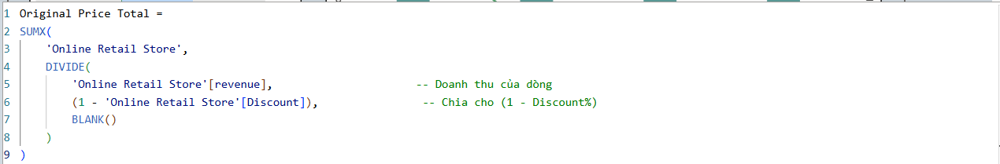 1 Original Price Total =
2 SUMX(
3 'Online Retail Store',
4 DIVIDE(
5 'Online Retail Store'[revenue], -- Doanh thu của dòng
6 (1 - 'Online Retail Store'[Discount]), -- Chia cho (1 - Discount%)
7 BLANK()
8 )
9 )